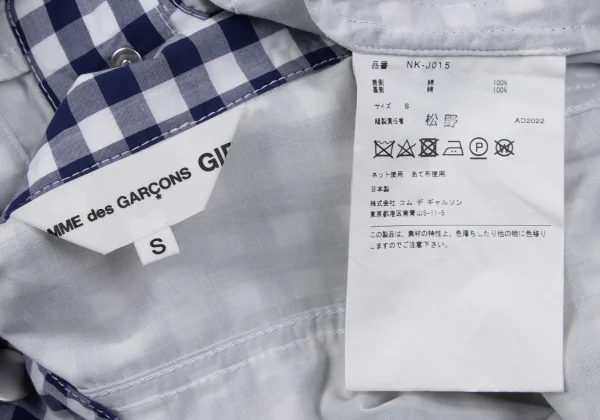 MME des GARÇONS GIR
*
S
品番 NK-J015
表側 綿 100%
裏側 綿 100%
サイズ S
縫製責任者 松野 AD2022
P
ネット使用 あて布使用
日本製
株式会社 コム デ ギャルソン
東京都港区南青山5-11-5
この製品は、素材の特性上、色落ちしたり他の物に色移り
しますのでご注意下さい。